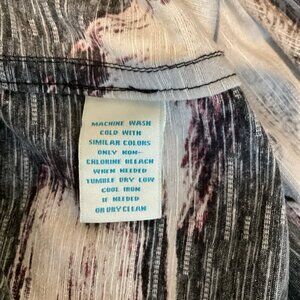 MACHINE WASH
COLD WITH
SIMILAR COLORS
ONLY NON-
CHLORINE BLEACH
WHEN NEEDED
TUMBLE DRY LOW
COOL IRON
IF NEEDED
OR DRY CLEAN